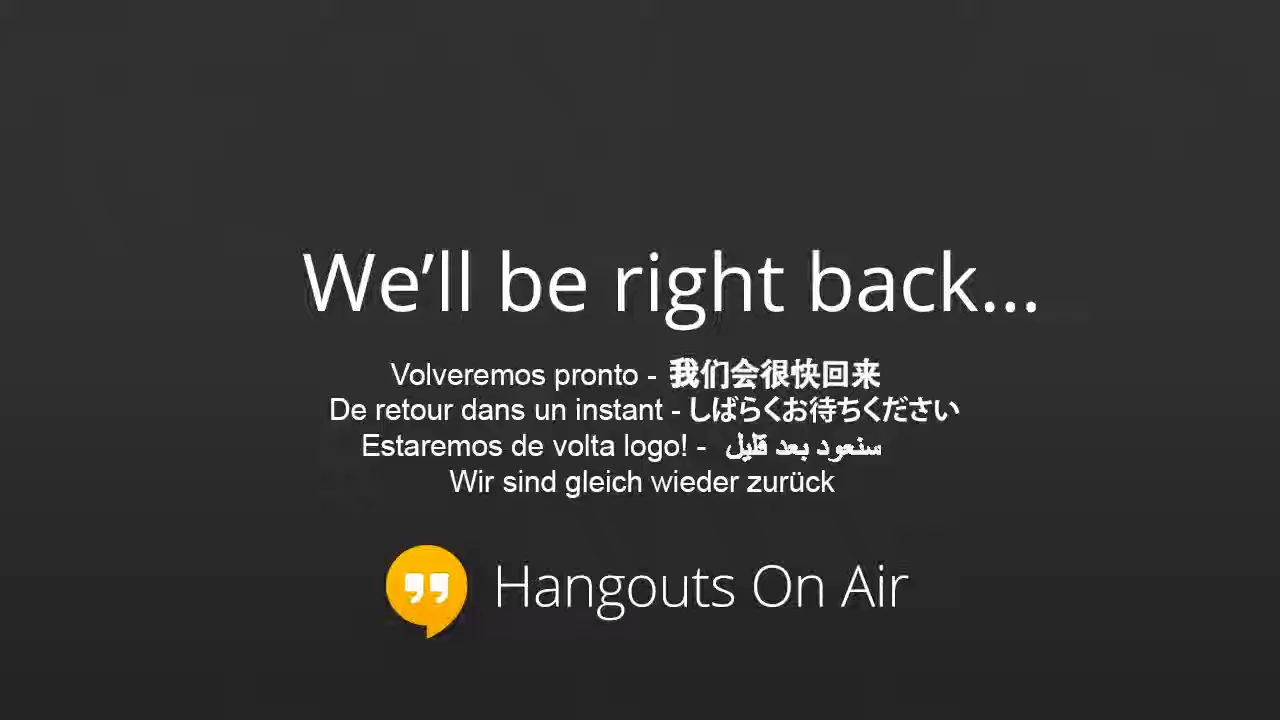 We’ll be right back...
Volveremos pronto - 我们会很快回来
De retour dans un instant - しばらくお待ちください
Estaremos de volta logo! - سنعود بعد قليل
Wir sind gleich wieder zurück
Hangouts On Air